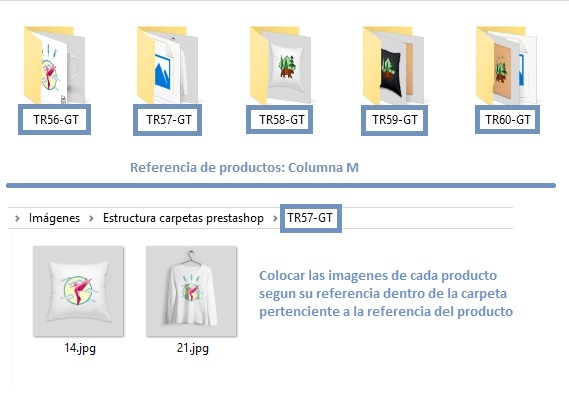 TR56-GT TR57-GT TR58-GT TR59-GT TR60-GT
Referencia de productos: Columna M
Imágenes > Estructura carpetas prestashop > TR57-GT
Colocar las imagenes de cada producto
segun su referencia dentro de la carpeta
pertenciente a la referencia del producto
14.jpg 21.jpg